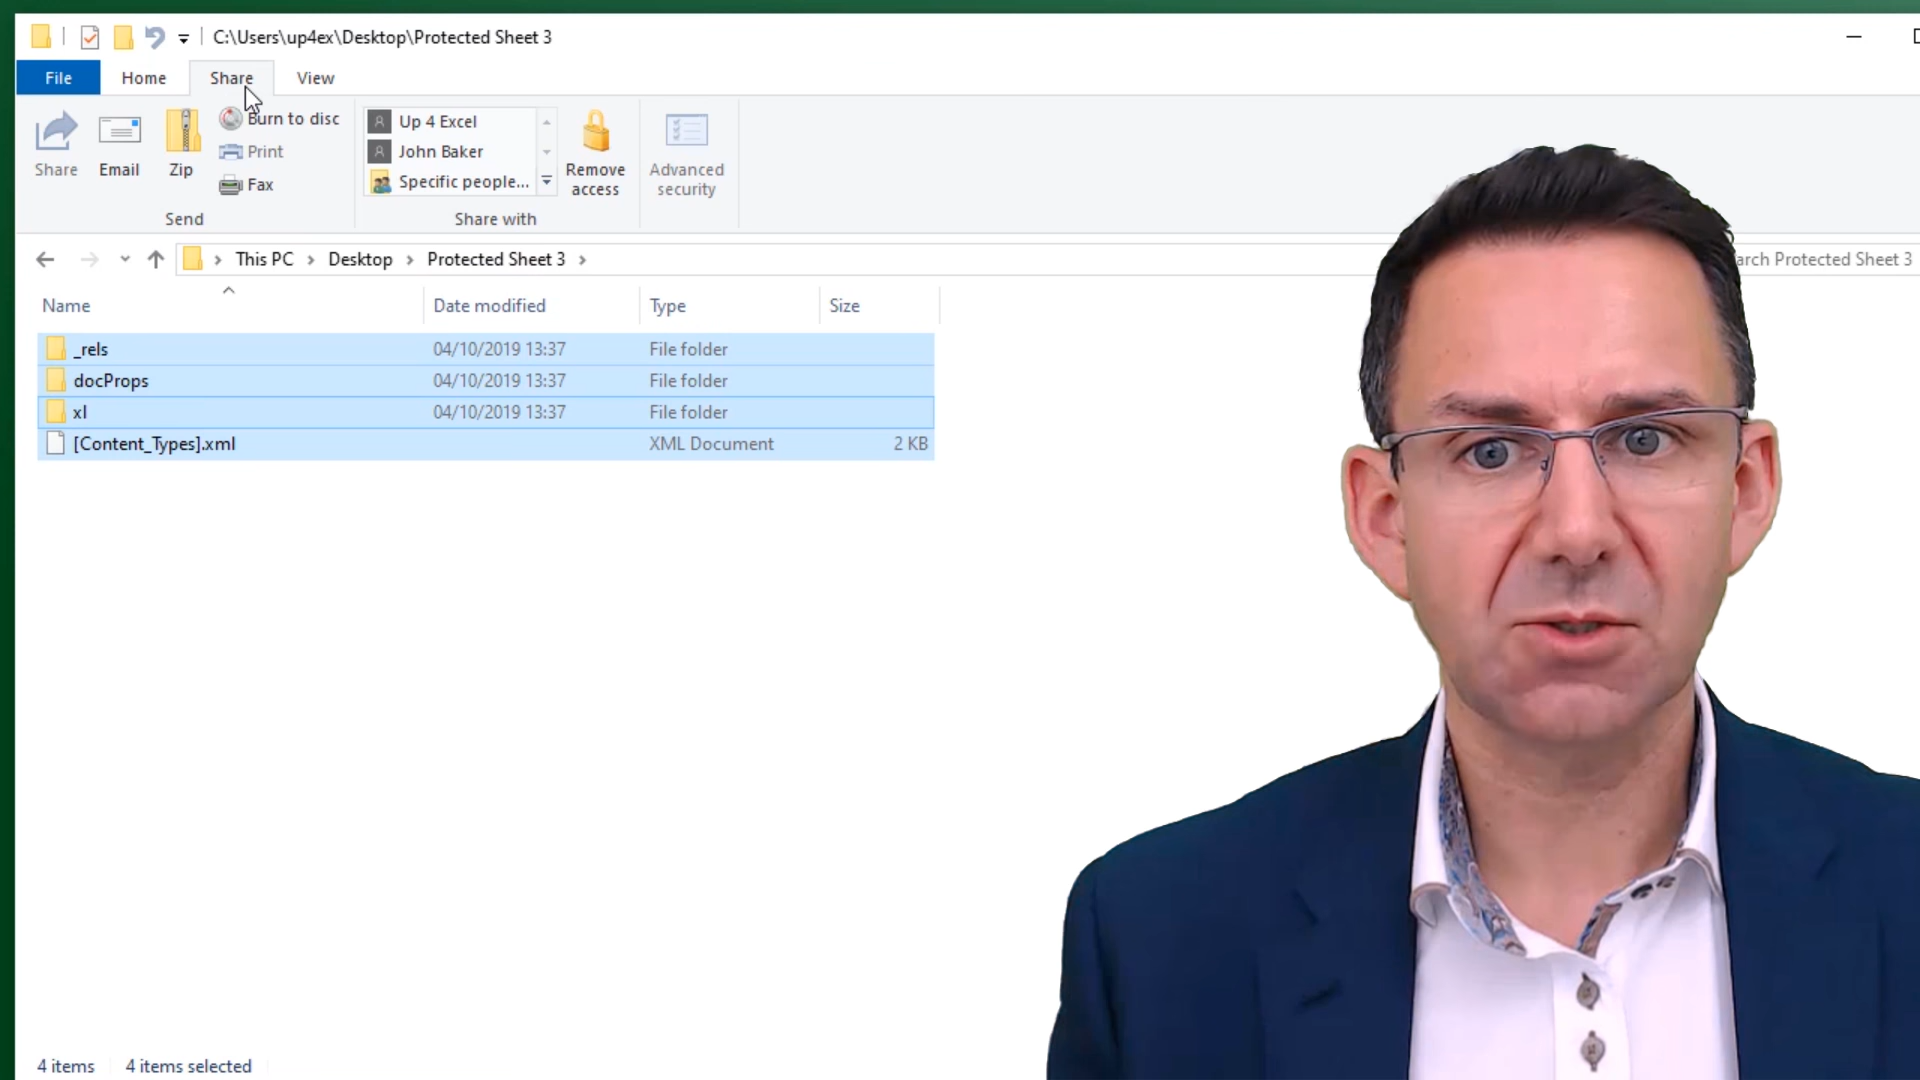 C:\Users\up4ex\Desktop\Protected Sheet 3
File Home Share View
Share
Email
Zip
Burn to disc
Print
Fax
Send
Up 4 Excel
John Baker
Specific people...
Share with
Remove access
Advanced security
This PC > Desktop > Protected Sheet 3 >
arch Protected Sheet 3
Name Date modified Type Size
_rels 04/10/2019 13:37 File folder
docProps 04/10/2019 13:37 File folder
xl 04/10/2019 13:37 File folder
[Content_Types].xml XML Document 2 KB
4 items 4 items selected